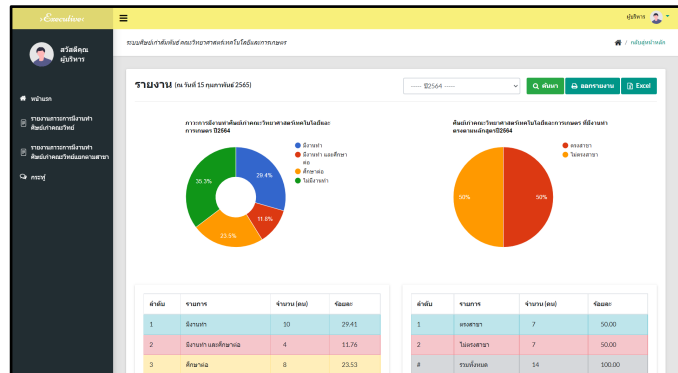 :Executive:
ผู้บริหาร
สวัสดีคุณ
ผู้บริหาร
ระบบศิษย์เก่าสัมพันธ์ คณะวิทยาศาสตร์เทคโนโลยีและการเกษตร
/ กลับสู่หน้าหลัก
หน้าแรก
รายงานภาวะการมีงานทำ
ศิษย์เก่าคณะวิทย์
รายงานภาวะการมีงานทำ
ศิษย์เก่าคณะวิทย์แยกตามสาขา
กระทู้
รายงาน (ณ วันที่ 15 กุมภาพันธ์ 2565)
----- ปี2564 -----
ค้นหา
ออกรายงาน
Excel
ภาวะการมีงานทำศิษย์เก่าคณะวิทยาศาสตร์เทคโนโลยีและ
การเกษตร ปี2564
มีงานทำ
มีงานทำ และศึกษา
ต่อ
ศึกษาต่อ
ไม่มีงานทำ
29.4%
11.8%
23.5%
35.3%
ศิษย์เก่าคณะวิทยาศาสตร์เทคโนโลยีและการเกษตร ที่มีงานทำ
ตรงตามหลักสูตรปี2564
ตรงสาขา
ไม่ตรงสาขา
50%
50%
ลำดับ รายการ จำนวน (คน) ร้อยละ
1 มีงานทำ 10 29.41
2 มีงานทำ และศึกษาต่อ 4 11.76
3 ศึกษาต่อ 8 23.53
ลำดับ รายการ จำนวน (คน) ร้อยละ
1 ตรงสาขา 7 50.00
2 ไม่ตรงสาขา 7 50.00
# รวมทั้งหมด 14 100.00